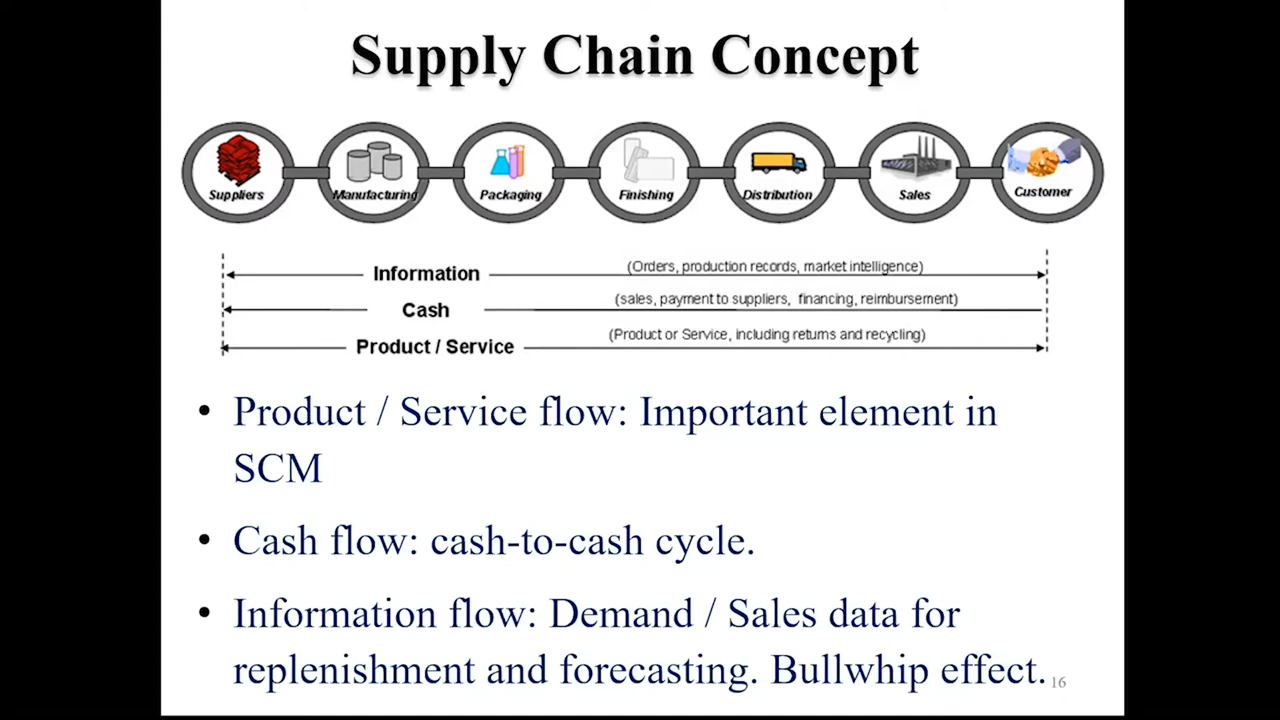 Supply Chain Concept
Suppliers
Manufacturing
Packaging
Finishing
Distribution
Sales
Customer
Information (Orders, production records, market intelligence)
Cash (sales, payment to suppliers, financing, reimbursement)
Product / Service (Product or Service, including returns and recycling)
• Product / Service flow: Important element in
SCM
• Cash flow: cash-to-cash cycle.
• Information flow: Demand / Sales data for
replenishment and forecasting. Bullwhip effect.
16